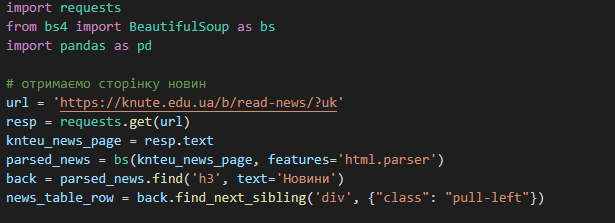 import requests
from bs4 import BeautifulSoup as bs
import pandas as pd
# отримаємо сторінку новин
url = 'https://knute.edu.ua/b/read-news/?uk'
resp = requests.get(url)
knteu_news_page = resp.text
parsed_news = bs(knteu_news_page, features='html.parser')
back = parsed_news.find('h3', text='Новини')
news_table_row = back.find_next_sibling('div', {"class": "pull-left"})